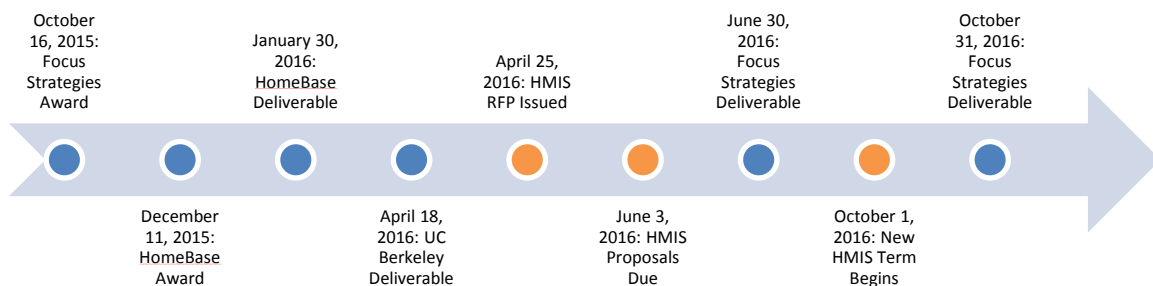 October
16, 2015:
Focus
Strategies
Award
December
11, 2015:
HomeBase
Award
January 30,
2016:
HomeBase
Deliverable
April 18,
2016: UC
Berkeley
Deliverable
April 25,
2016: HMIS
RFP Issued
June 3,
2016: HMIS
Proposals
Due
June 30,
2016:
Focus
Strategies
Deliverable
October 1,
2016: New
HMIS Term
Begins
October
31, 2016:
Focus
Strategies
Deliverable